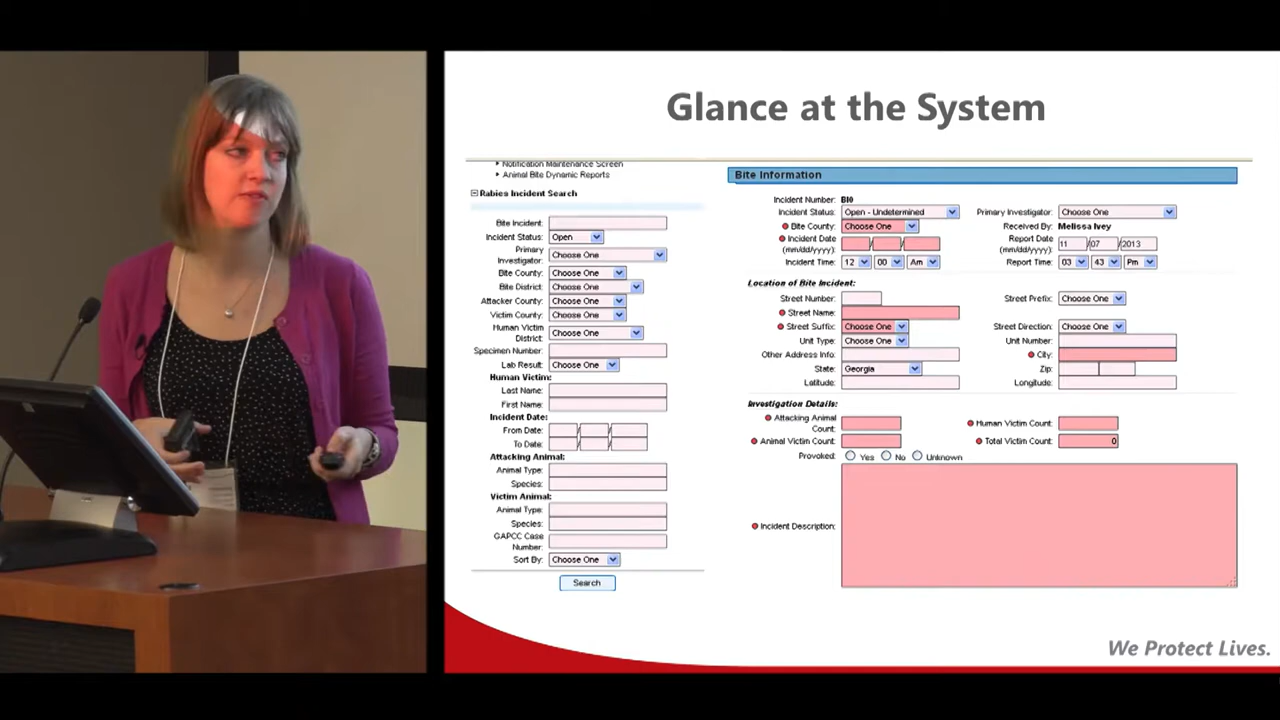 Glance at the System
Notification Maintenance Screen
Animal Bite Dynamic Reports
Rabies Incident Search
Bite Incident:
Incident Status: Open
Primary Investigator: Choose One
Bite County: Choose One
Bite District: Choose One
Attacker County: Choose One
Victim County: Choose One
Human Victim District: Choose One
Specimen Number:
Lab Result: Choose One
Human Victim:
Last Name:
First Name:
Incident Date:
From Date: / /
To Date: / /
Attacking Animal:
Animal Type:
Species:
Victim Animal:
Animal Type:
Species:
GAPCC Case Number:
Sort By: Choose One
Search
Bite Information
Incident Number: BI0
Incident Status: Open - Undetermined Primary Investigator: Choose One
Bite County: Choose One Received By: Melissa Ivey
Incident Date (mm/dd/yyyy): / / Report Date (mm/dd/yyyy): 11 /07 /2013
Incident Time: 12 00 Am Report Time: 03 43 Pm
Location of Bite Incident:
Street Number: Street Prefix: Choose One
Street Name:
Street Suffix: Choose One Street Direction: Choose One
Unit Type: Choose One Unit Number:
Other Address Info: City:
State: Georgia Zip:
Latitude: Longitude:
Investigation Details:
Attacking Animal Count: Human Victim Count:
Animal Victim Count: Total Victim Count: 0
Provoked: Yes No Unknown
Incident Description:
We Protect Lives.